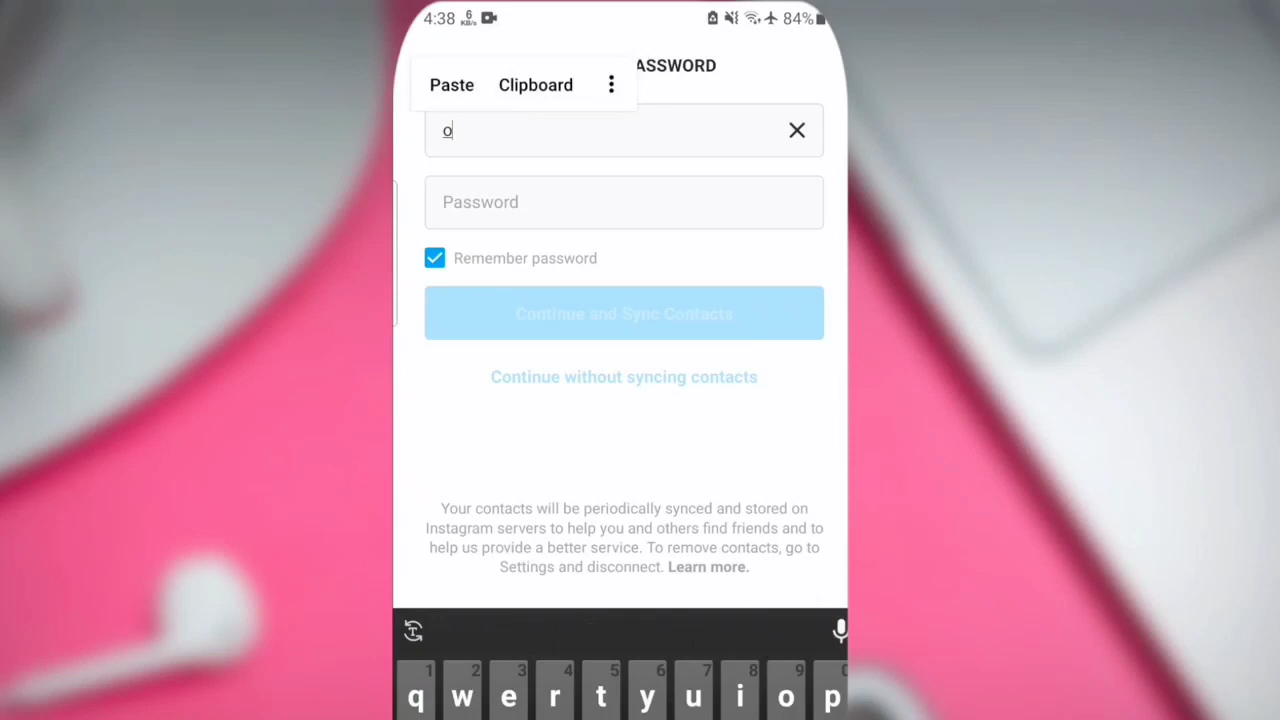 4:38 6 KB/s 84%
ASSWORD
Paste Clipboard
o
Password
Remember password
Continue and Sync Contacts
Continue without syncing contacts
Your contacts will be periodically synced and stored on
Instagram servers to help you and others find friends and to
help us provide a better service. To remove contacts, go to
Settings and disconnect. Learn more.
T
1 2 3 4 5 6 7 8 9 0
q w e r t y u i o p